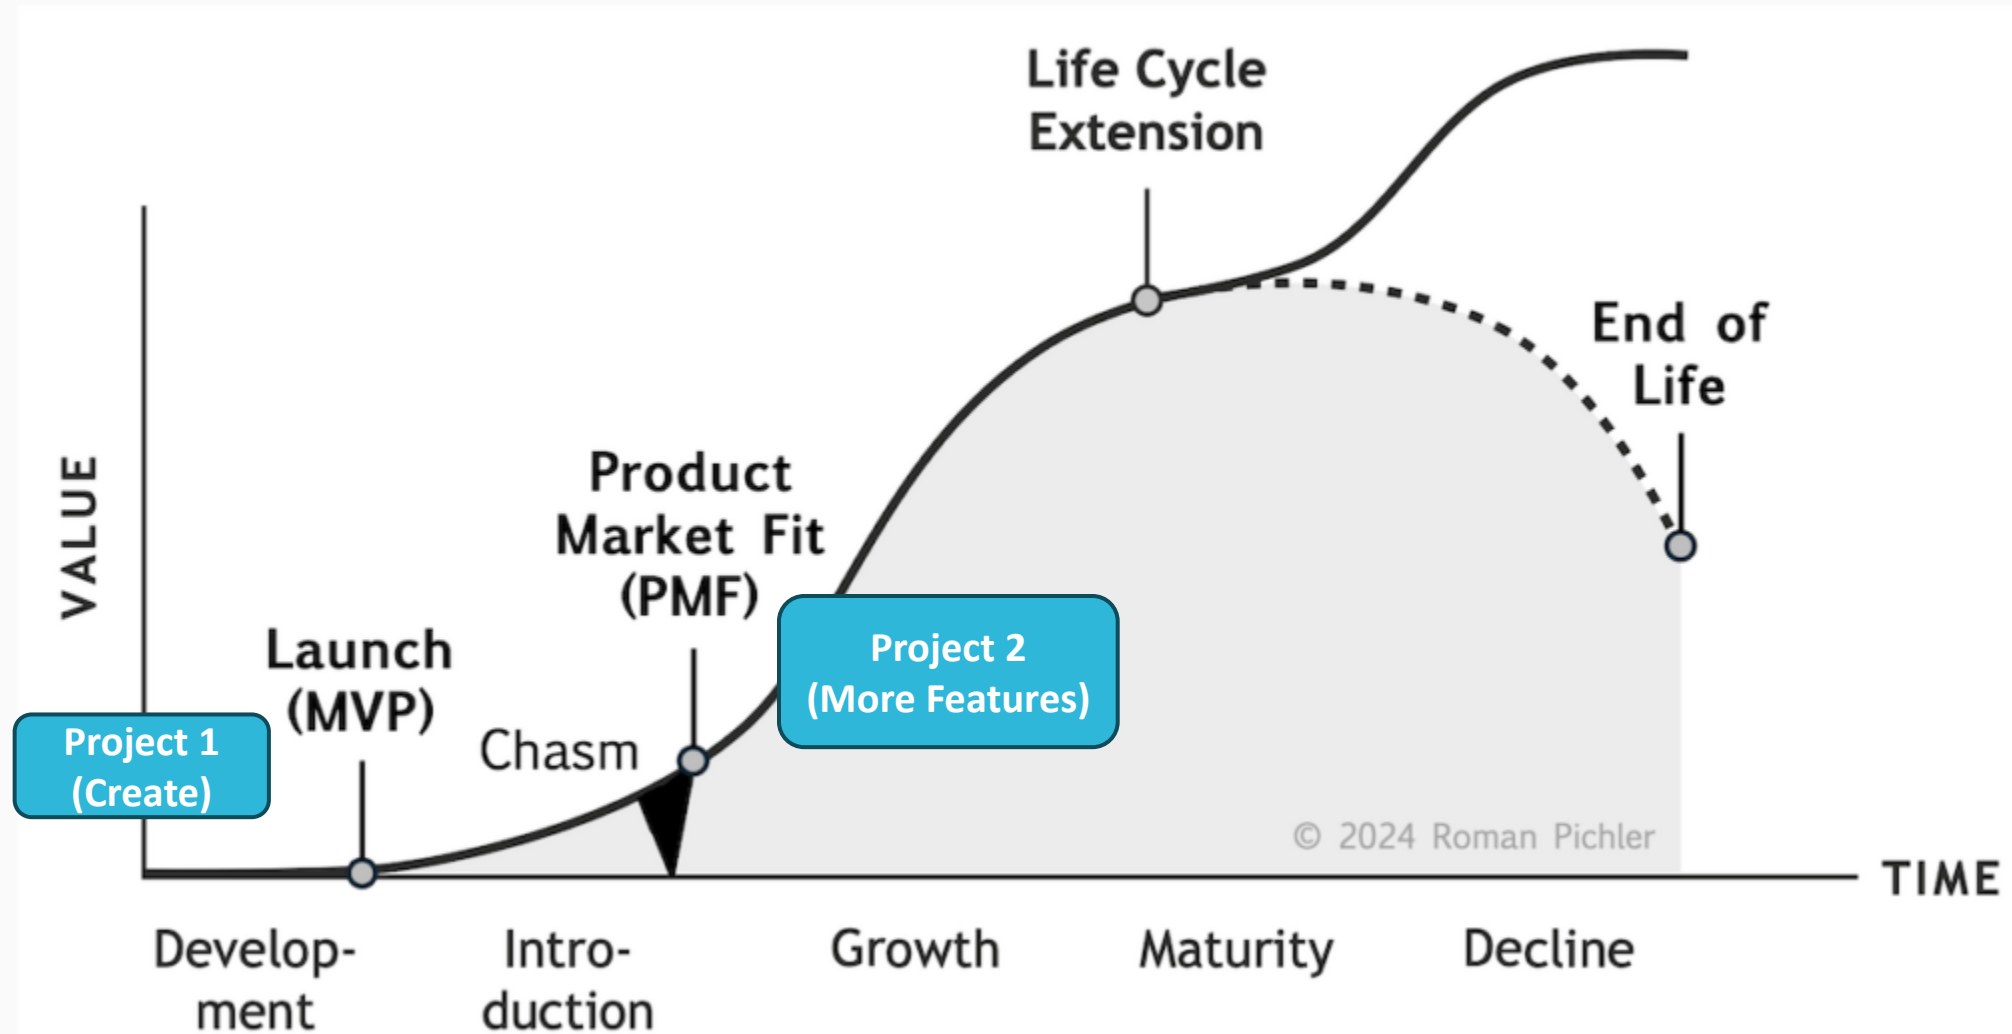 Life Cycle
Extension
End of
Life
VALUE
Product
Market Fit
(PMF)
Launch
(MVP)
Chasm
Project 1
(Create)
Project 2
(More Features)
© 2024 Roman Pichler
TIME
Develop-
ment
Intro-
duction
Growth
Maturity
Decline